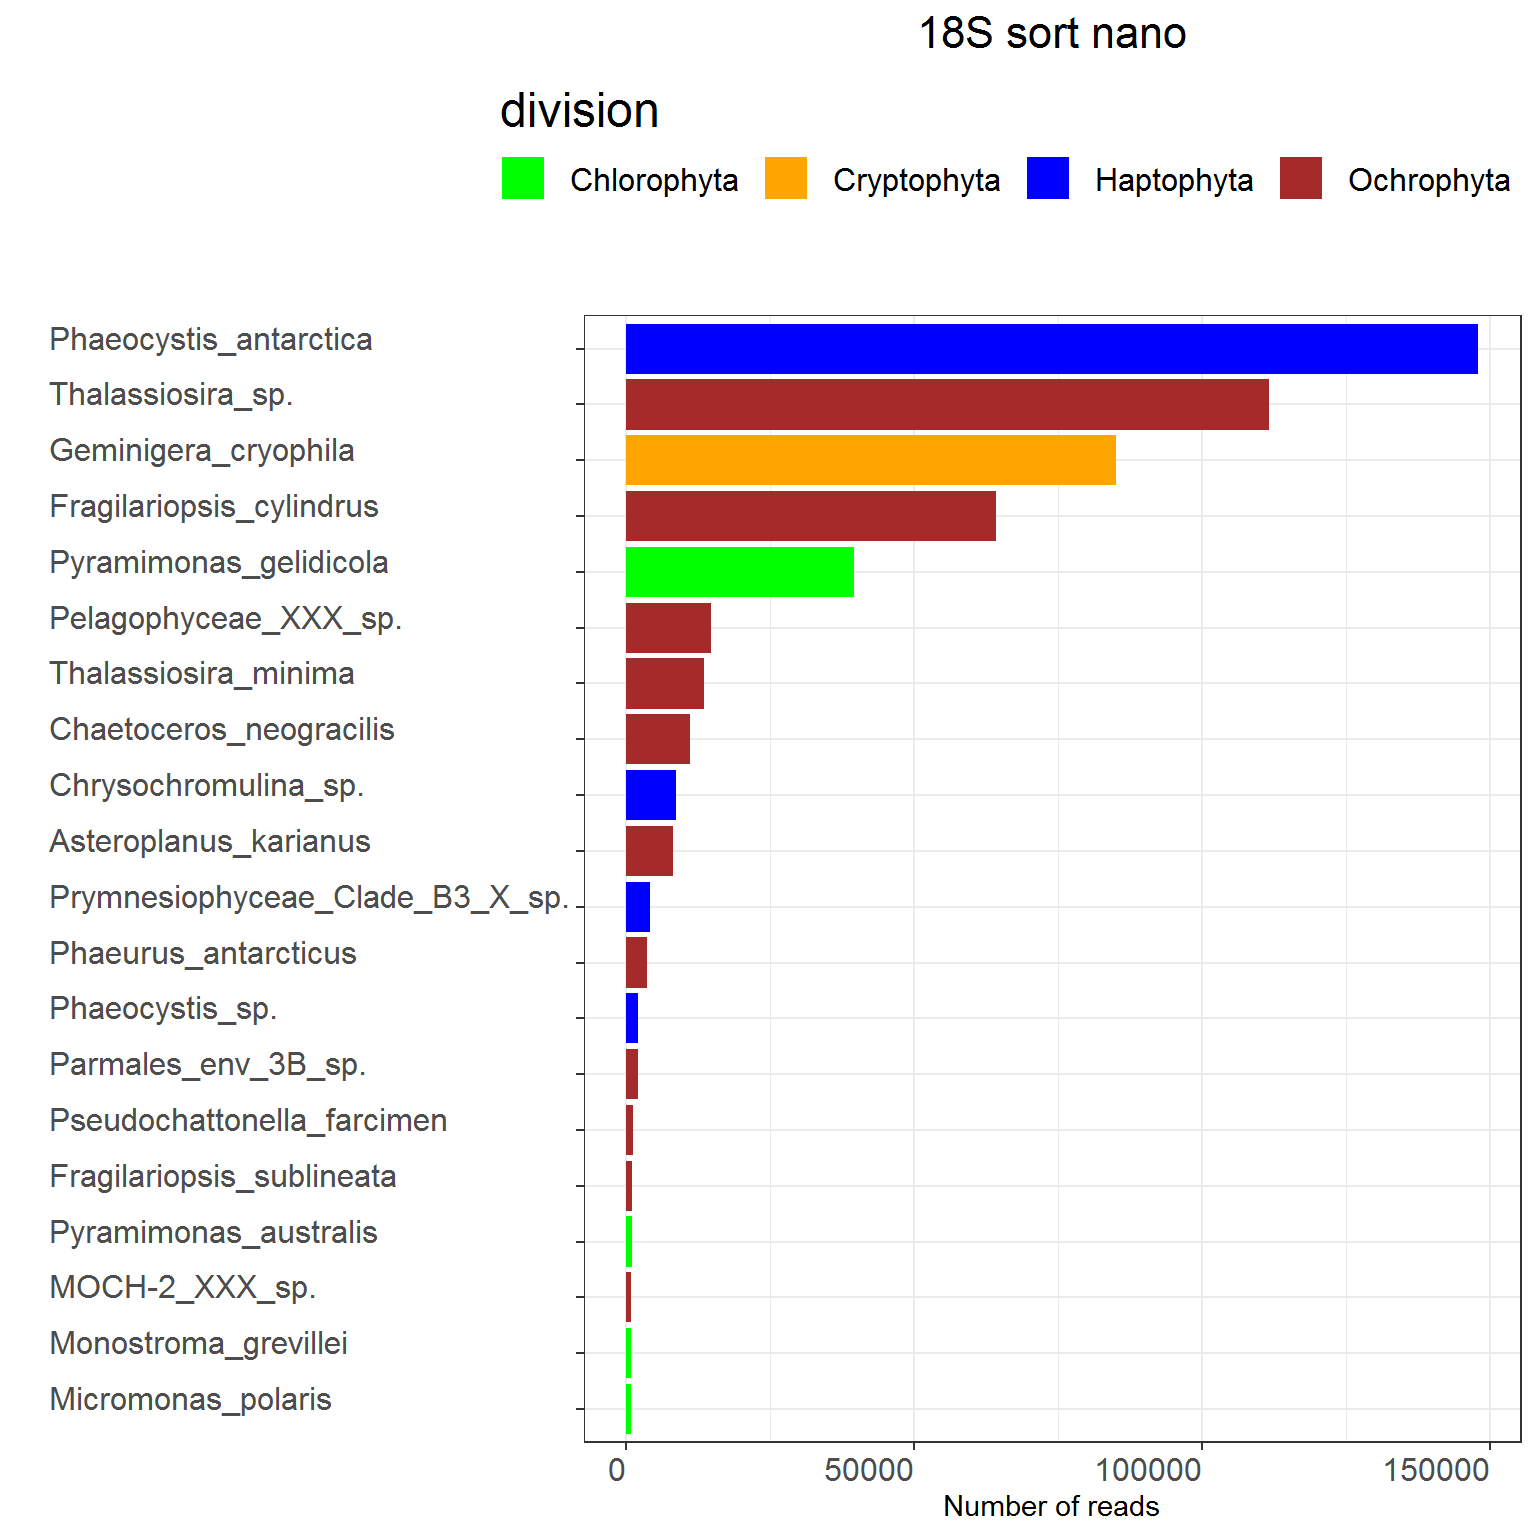 18S sort nano
division
Chlorophyta Cryptophyta Haptophyta Ochrophyta
Phaeocystis_antarctica
Thalassiosira_sp.
Geminigera_cryophila
Fragilariopsis_cylindrus
Pyramimonas_gelidicola
Pelagophyceae_XXX_sp.
Thalassiosira_minima
Chaetoceros_neogracilis
Chrysochromulina_sp.
Asteroplanus_karianus
Prymnesiophyceae_Clade_B3_X_sp.
Phaeurus_antarcticus
Phaeocystis_sp.
Parmales_env_3B_sp.
Pseudochattonella_farcimen
Fragilariopsis_sublineata
Pyramimonas_australis
MOCH-2_XXX_sp.
Monostroma_grevillei
Micromonas_polaris
0 50000 100000 150000
Number of reads